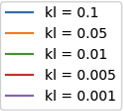 kl = 0.1
kl = 0.05
kl = 0.01
kl = 0.005
kl = 0.001